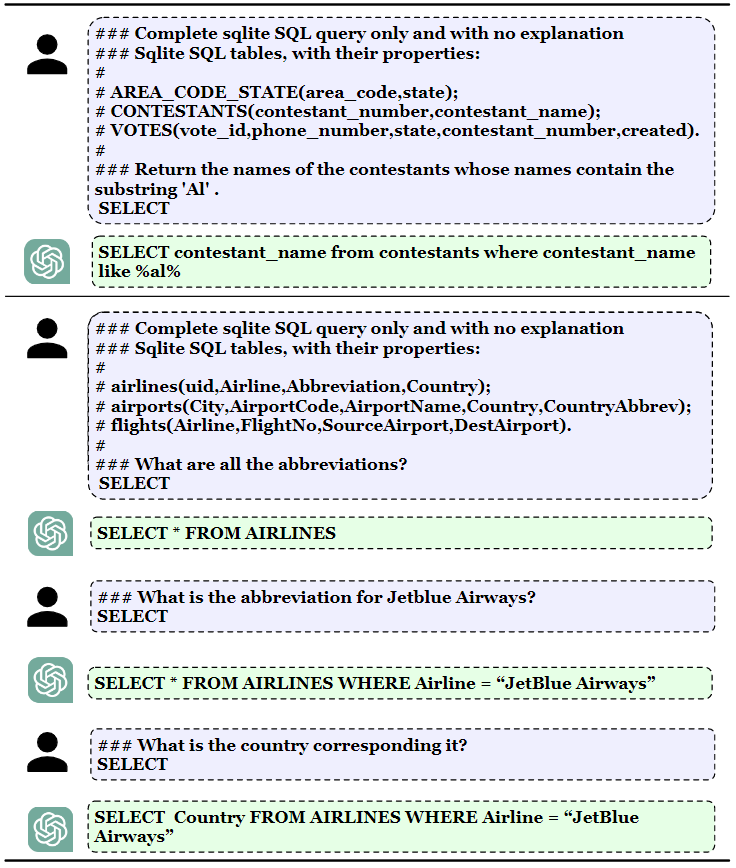 ### Complete sqlite SQL query only and with no explanation
### Sqlite SQL tables, with their properties:
#
# AREA_CODE_STATE(area_code,state);
# CONTESTANTS(contestant_number,contestant_name);
# VOTES(vote_id,phone_number,state,contestant_number,created).
#
### Return the names of the contestants whose names contain the
substring 'Al' .
SELECT
SELECT contestant_name from contestants where contestant_name
like %al%
### Complete sqlite SQL query only and with no explanation
### Sqlite SQL tables, with their properties:
#
# airlines(uid,Airline,Abbreviation,Country);
# airports(City,AirportCode,AirportName,Country,CountryAbbrev);
# flights(Airline,FlightNo,SourceAirport,DestAirport).
#
### What are all the abbreviations?
SELECT
SELECT * FROM AIRLINES
### What is the abbreviation for Jetblue Airways?
SELECT
SELECT * FROM AIRLINES WHERE Airline = “JetBlue Airways”
### What is the country corresponding it?
SELECT
SELECT  Country FROM AIRLINES WHERE Airline = “JetBlue
Airways”